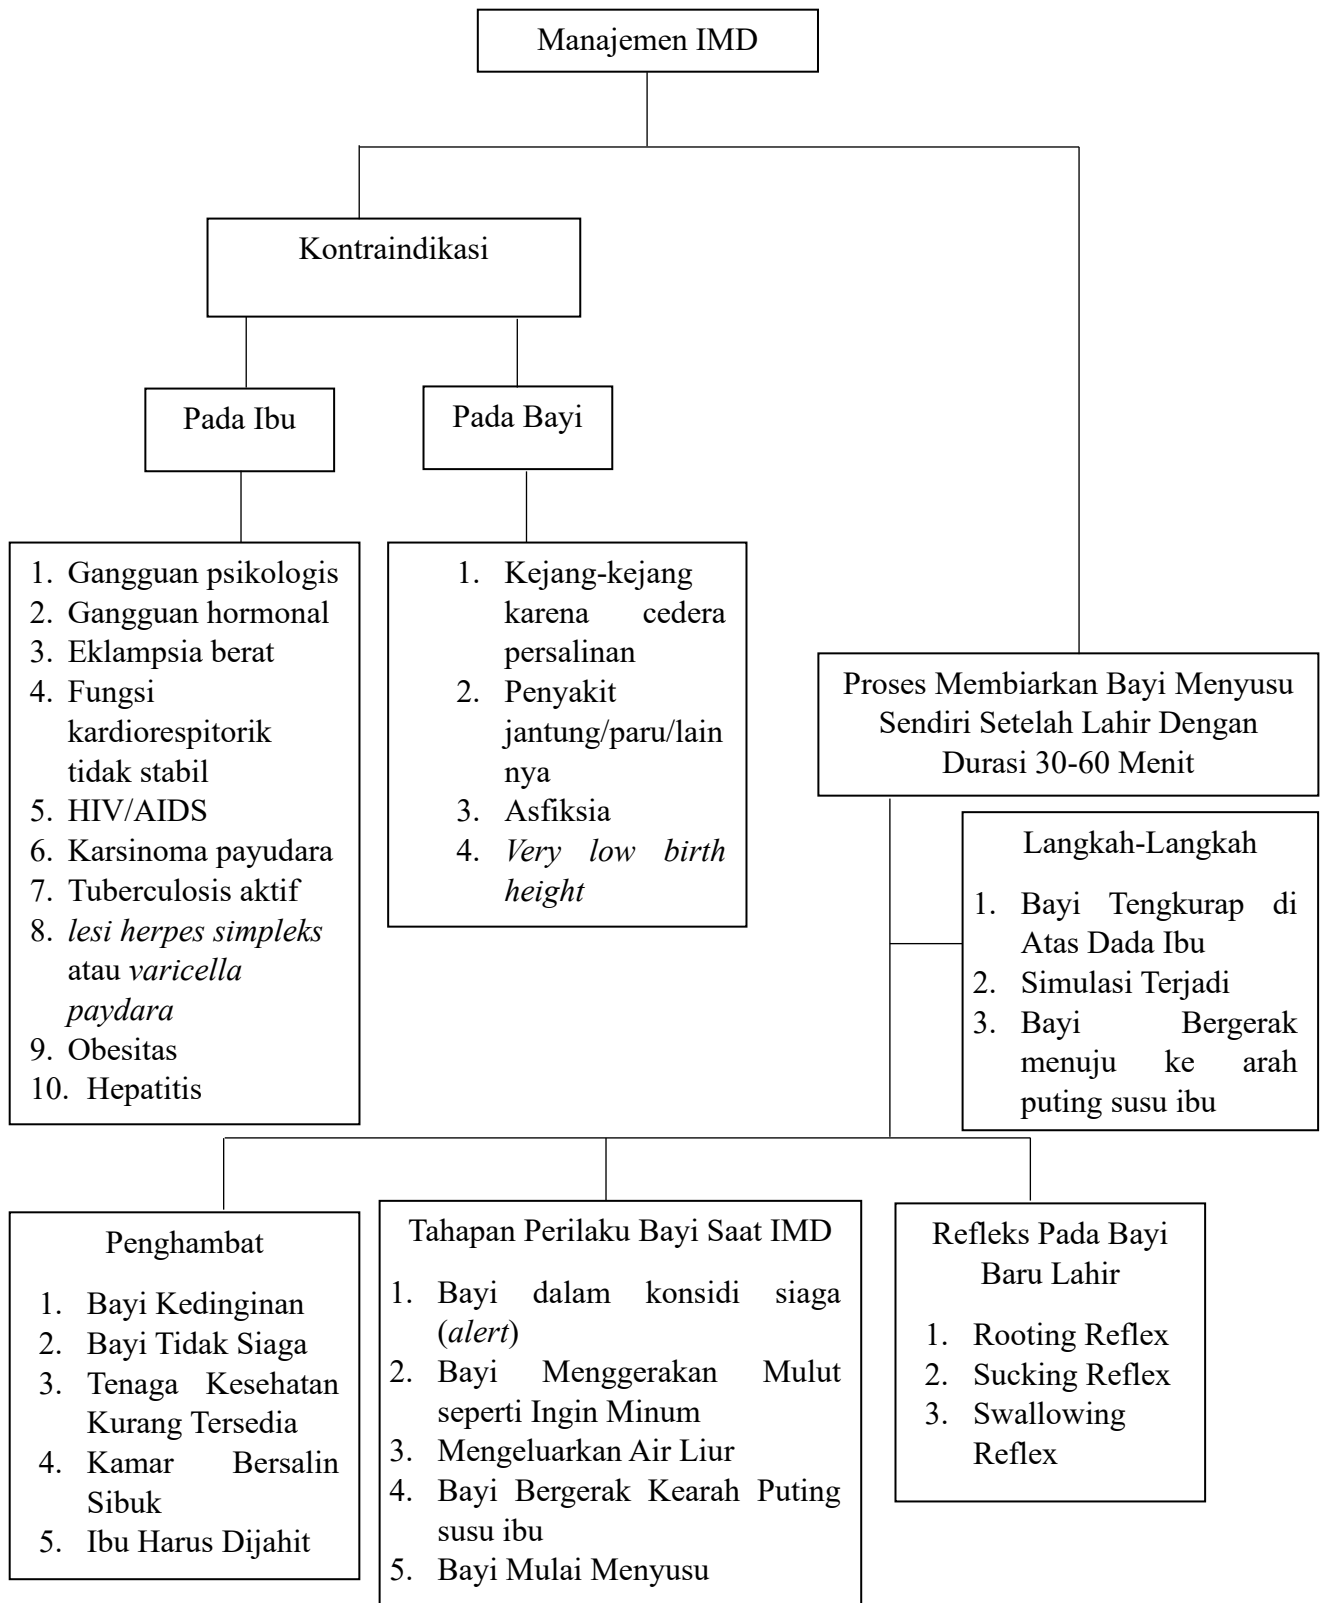 Manajemen IMD
Kontraindikasi
Pada Ibu
Pada Bayi
1. Gangguan psikologis
2. Gangguan hormonal
3. Eklampsia berat
4. Fungsi
kardiorespitorik
tidak stabil
5. HIV/AIDS
6. Karsinoma payudara
7. Tuberculosis aktif
8. lesi herpes simpleks
atau varicella
paydara
9. Obesitas
10. Hepatitis
1. Kejang-kejang
karena cedera
persalinan
2. Penyakit
jantung/paru/lain
nya
3. Asfiksia
4. Very low birth
height
Proses Membiarkan Bayi Menyusu
Sendiri Setelah Lahir Dengan
Durasi 30-60 Menit
Langkah-Langkah
1. Bayi Tengkurap di
Atas Dada Ibu
2. Simulasi Terjadi
3. Bayi Bergerak
menuju ke arah
puting susu ibu
Penghambat
1. Bayi Kedinginan
2. Bayi Tidak Siaga
3. Tenaga Kesehatan
Kurang Tersedia
4. Kamar Bersalin
Sibuk
5. Ibu Harus Dijahit
Tahapan Perilaku Bayi Saat IMD
1. Bayi dalam konsidi siaga
(alert)
2. Bayi Menggerakan Mulut
seperti Ingin Minum
3. Mengeluarkan Air Liur
4. Bayi Bergerak Kearah Puting
susu ibu
5. Bayi Mulai Menyusu
Refleks Pada Bayi
Baru Lahir
1. Rooting Reflex
2. Sucking Reflex
3. Swallowing
Reflex